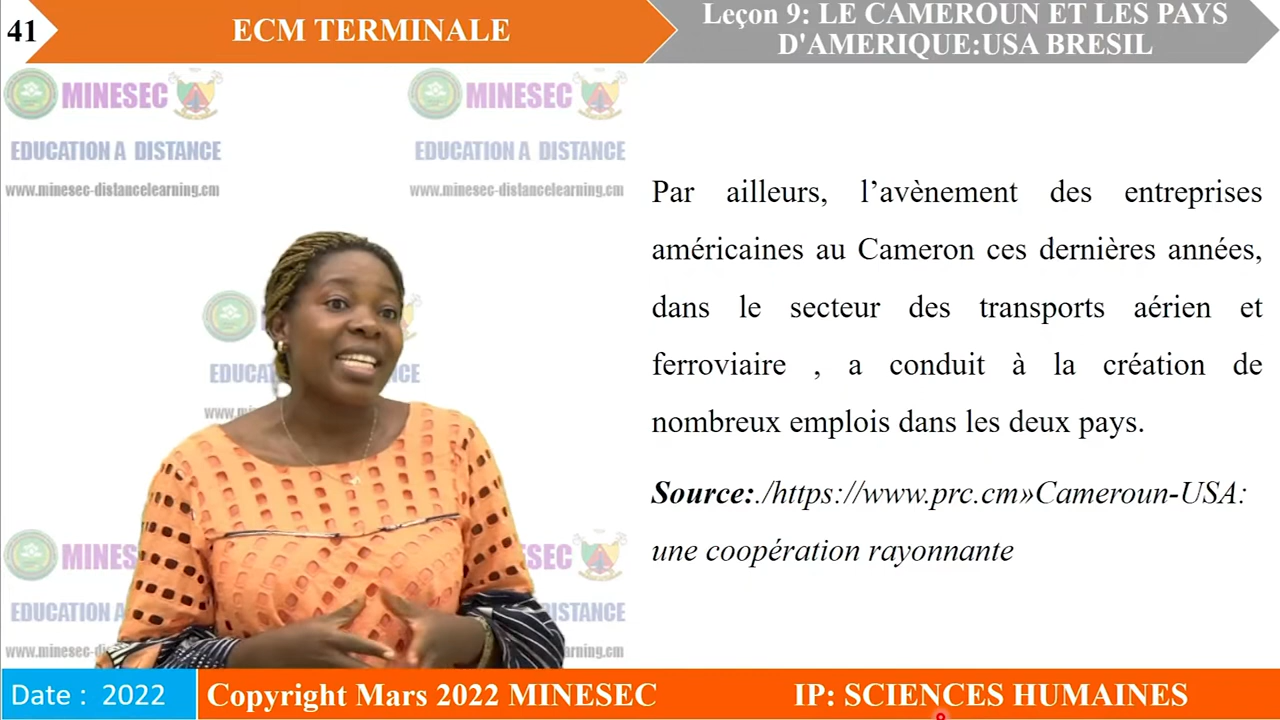 41
ECM TERMINALE
Leçon 9: LE CAMEROUN ET LES PAYS
D'AMERIQUE:USA BRESIL
MINESEC
MINESEC
EDUCATION A DISTANCE
EDUCATION A DISTANCE
www.minesec-distancelearning.cm
www.minesec-distancelearning.cm
Par ailleurs, l’avènement des entreprises
américaines au Cameron ces dernières années,
dans le secteur des transports aérien et
ferroviaire , a conduit à la création de
nombreux emplois dans les deux pays.
Source:./https://www.prc.cm»Cameroun-USA:
une coopération rayonnante
Date : 2022
Copyright Mars 2022 MINESEC
IP: SCIENCES HUMAINES